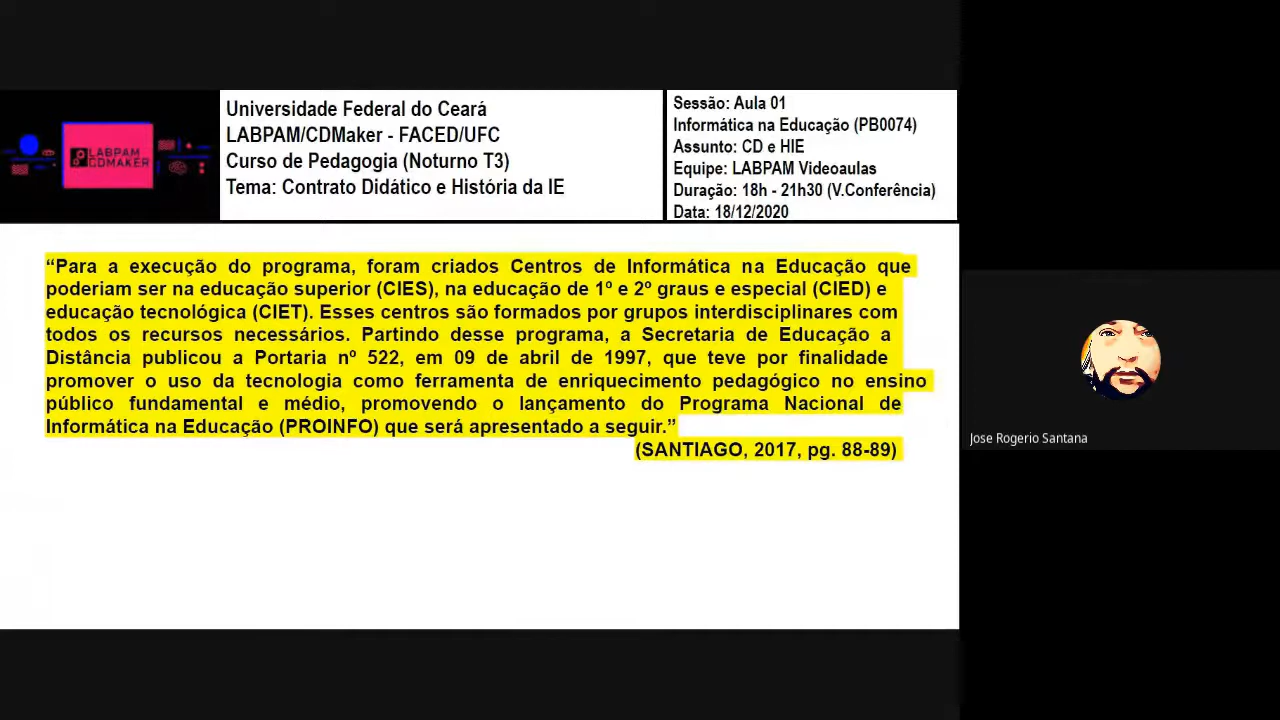 LABPAM
CDMAKER
Universidade Federal do Ceará
LABPAM/CDMaker - FACED/UFC
Curso de Pedagogia (Noturno T3)
Tema: Contrato Didático e História da IE
Sessão: Aula 01
Informática na Educação (PB0074)
Assunto: CD e HIE
Equipe: LABPAM Videoaulas
Duração: 18h - 21h30 (V.Conferência)
Data: 18/12/2020
“Para a execução do programa, foram criados Centros de Informática na Educação que
poderiam ser na educação superior (CIES), na educação de 1º e 2º graus e especial (CIED) e
educação tecnológica (CIET). Esses centros são formados por grupos interdisciplinares com
todos os recursos necessários. Partindo desse programa, a Secretaria de Educação a
Distância publicou a Portaria nº 522, em 09 de abril de 1997, que teve por finalidade
promover o uso da tecnologia como ferramenta de enriquecimento pedagógico no ensino
público fundamental e médio, promovendo o lançamento do Programa Nacional de
Informática na Educação (PROINFO) que será apresentado a seguir.”
(SANTIAGO, 2017, pg. 88-89)
Jose Rogerio Santana